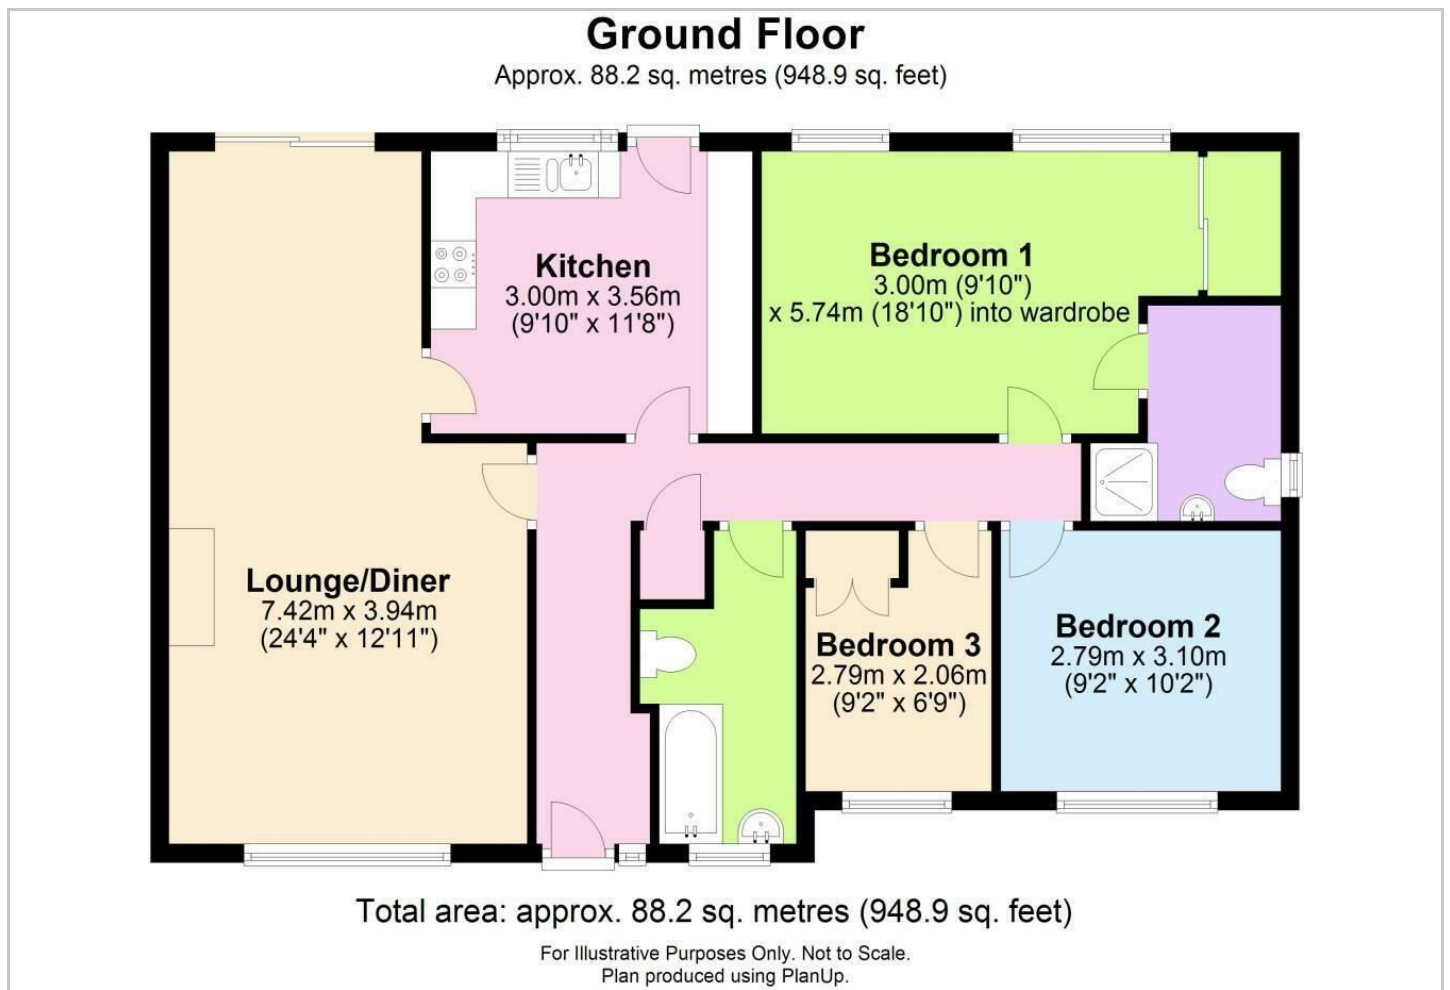 Ground Floor
Approx. 88.2 sq. metres (948.9 sq. feet)
Kitchen
3.00m x 3.56m
(9'10" x 11'8")
Bedroom 1
3.00m (9'10")
x 5.74m (18'10") into wardrobe
Lounge/Diner
7.42m x 3.94m
(24'4" x 12'11")
Bedroom 3
2.79m x 2.06m
(9'2" x 6'9")
Bedroom 2
2.79m x 3.10m
(9'2" x 10'2")
Total area: approx. 88.2 sq. metres (948.9 sq. feet)
For Illustrative Purposes Only. Not to Scale.
Plan produced using PlanUp.